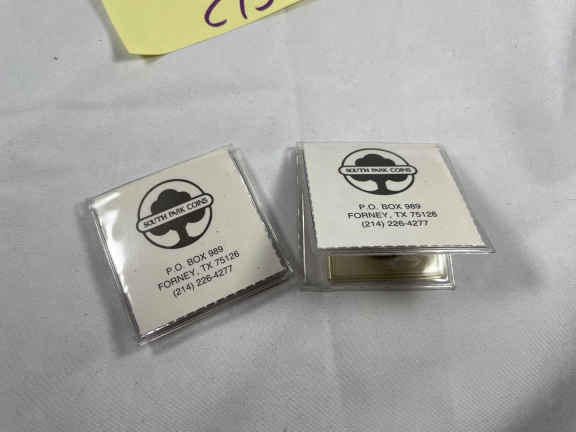 SOUTH PARK COINS
P.O. BOX 989
FORNEY, TX 75126
(214) 226-4277
SOUTH PARK COINS
P.O. BOX 989
FORNEY, TX 75126
(214) 226-4277